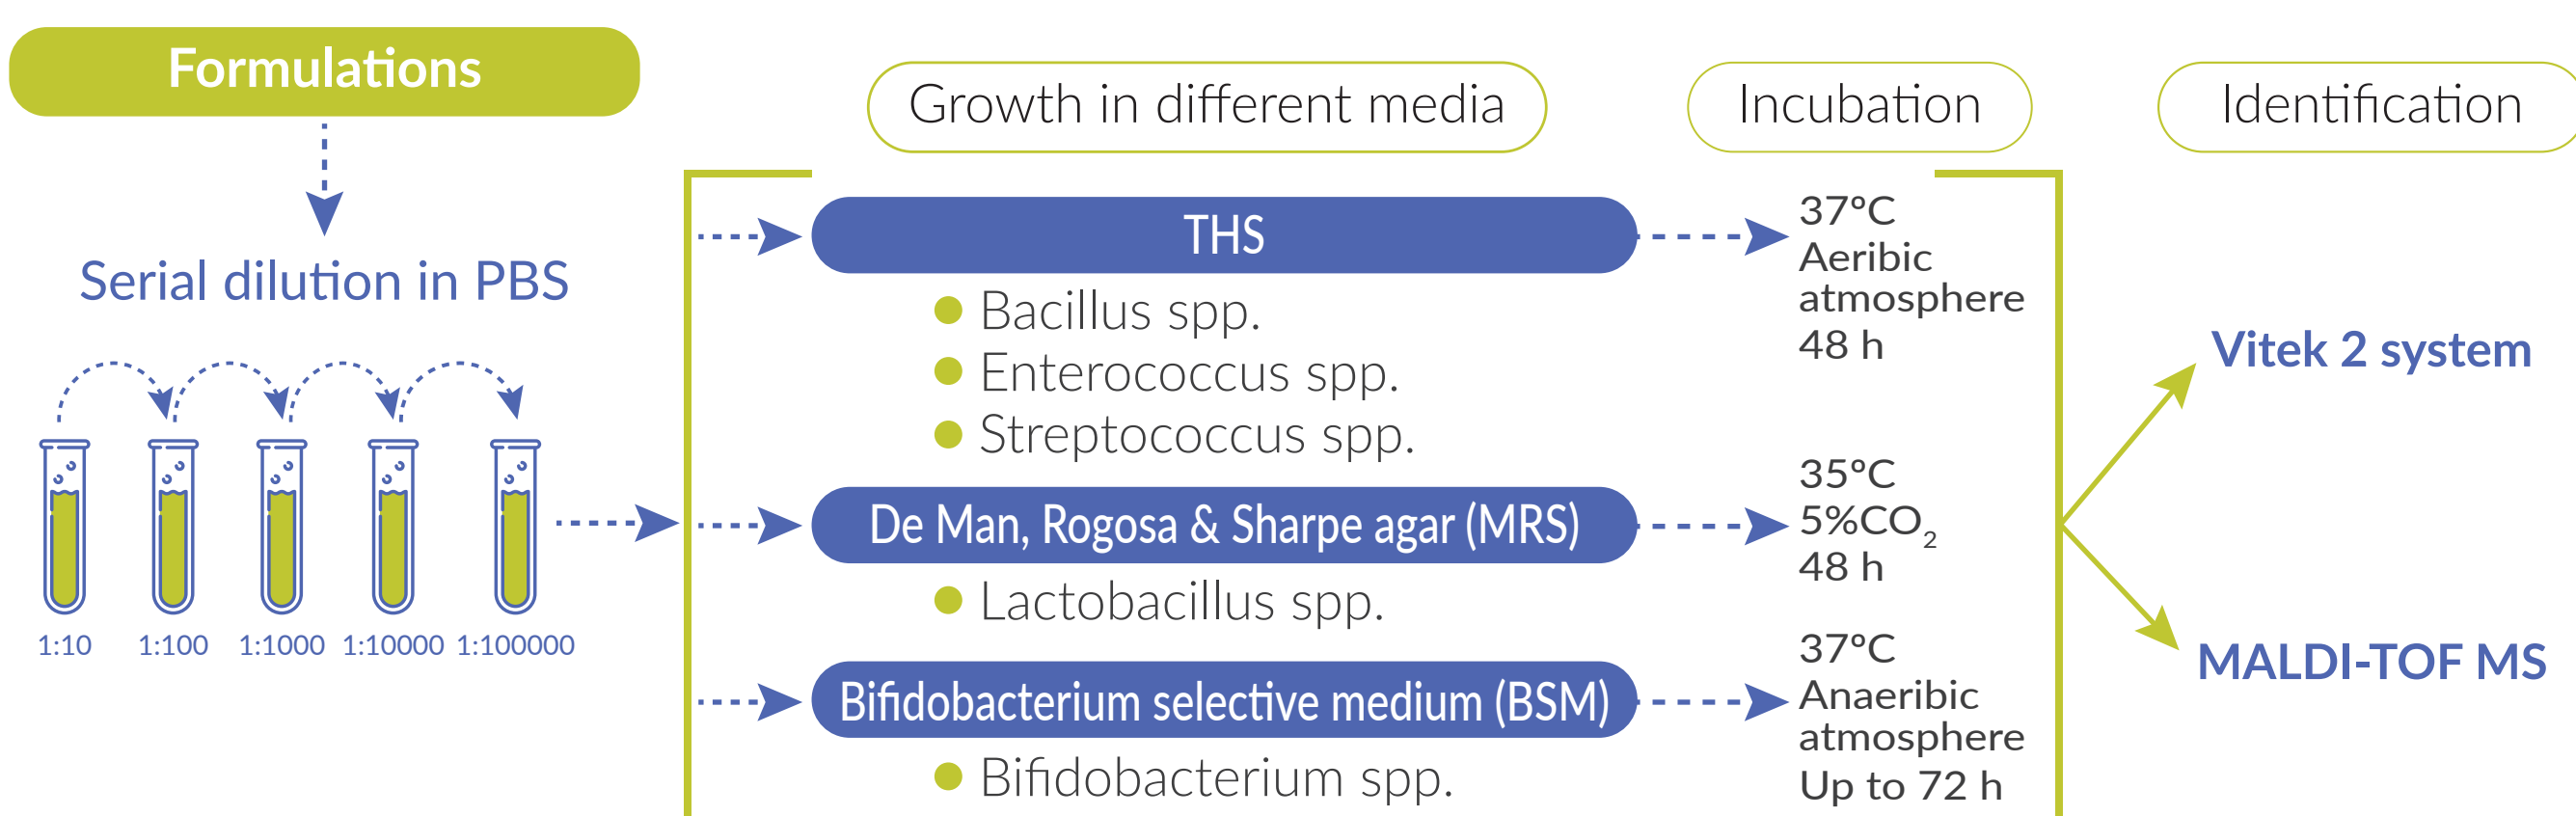 Formulations
Serial dilution in PBS
1:10 1:100 1:1000 1:10000 1:100000
Growth in different media
THS
Bacillus spp.
Enterococcus spp.
Streptococcus spp.
De Man, Rogosa & Sharpe agar (MRS)
Lactobacillus spp.
Bifidobacterium selective medium (BSM)
Bifidobacterium spp.
Incubation
37°C
Aeribic
atmosphere
48 h
35°C
5%CO₂
48 h
37°C
Anaeribic
atmosphere
Up to 72 h
Identification
Vitek 2 system
MALDI-TOF MS